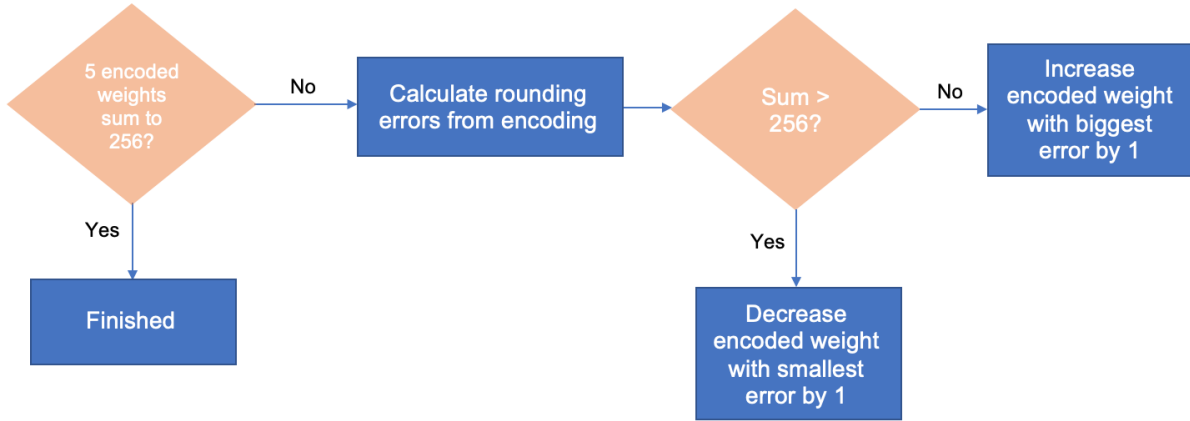 5 encoded
weights
sum to
256?
No
Calculate rounding
errors from encoding
Sum >
256?
No
Increase
encoded weight
with biggest
error by 1
Yes
Finished
Yes
Decrease
encoded weight
with smallest
error by 1